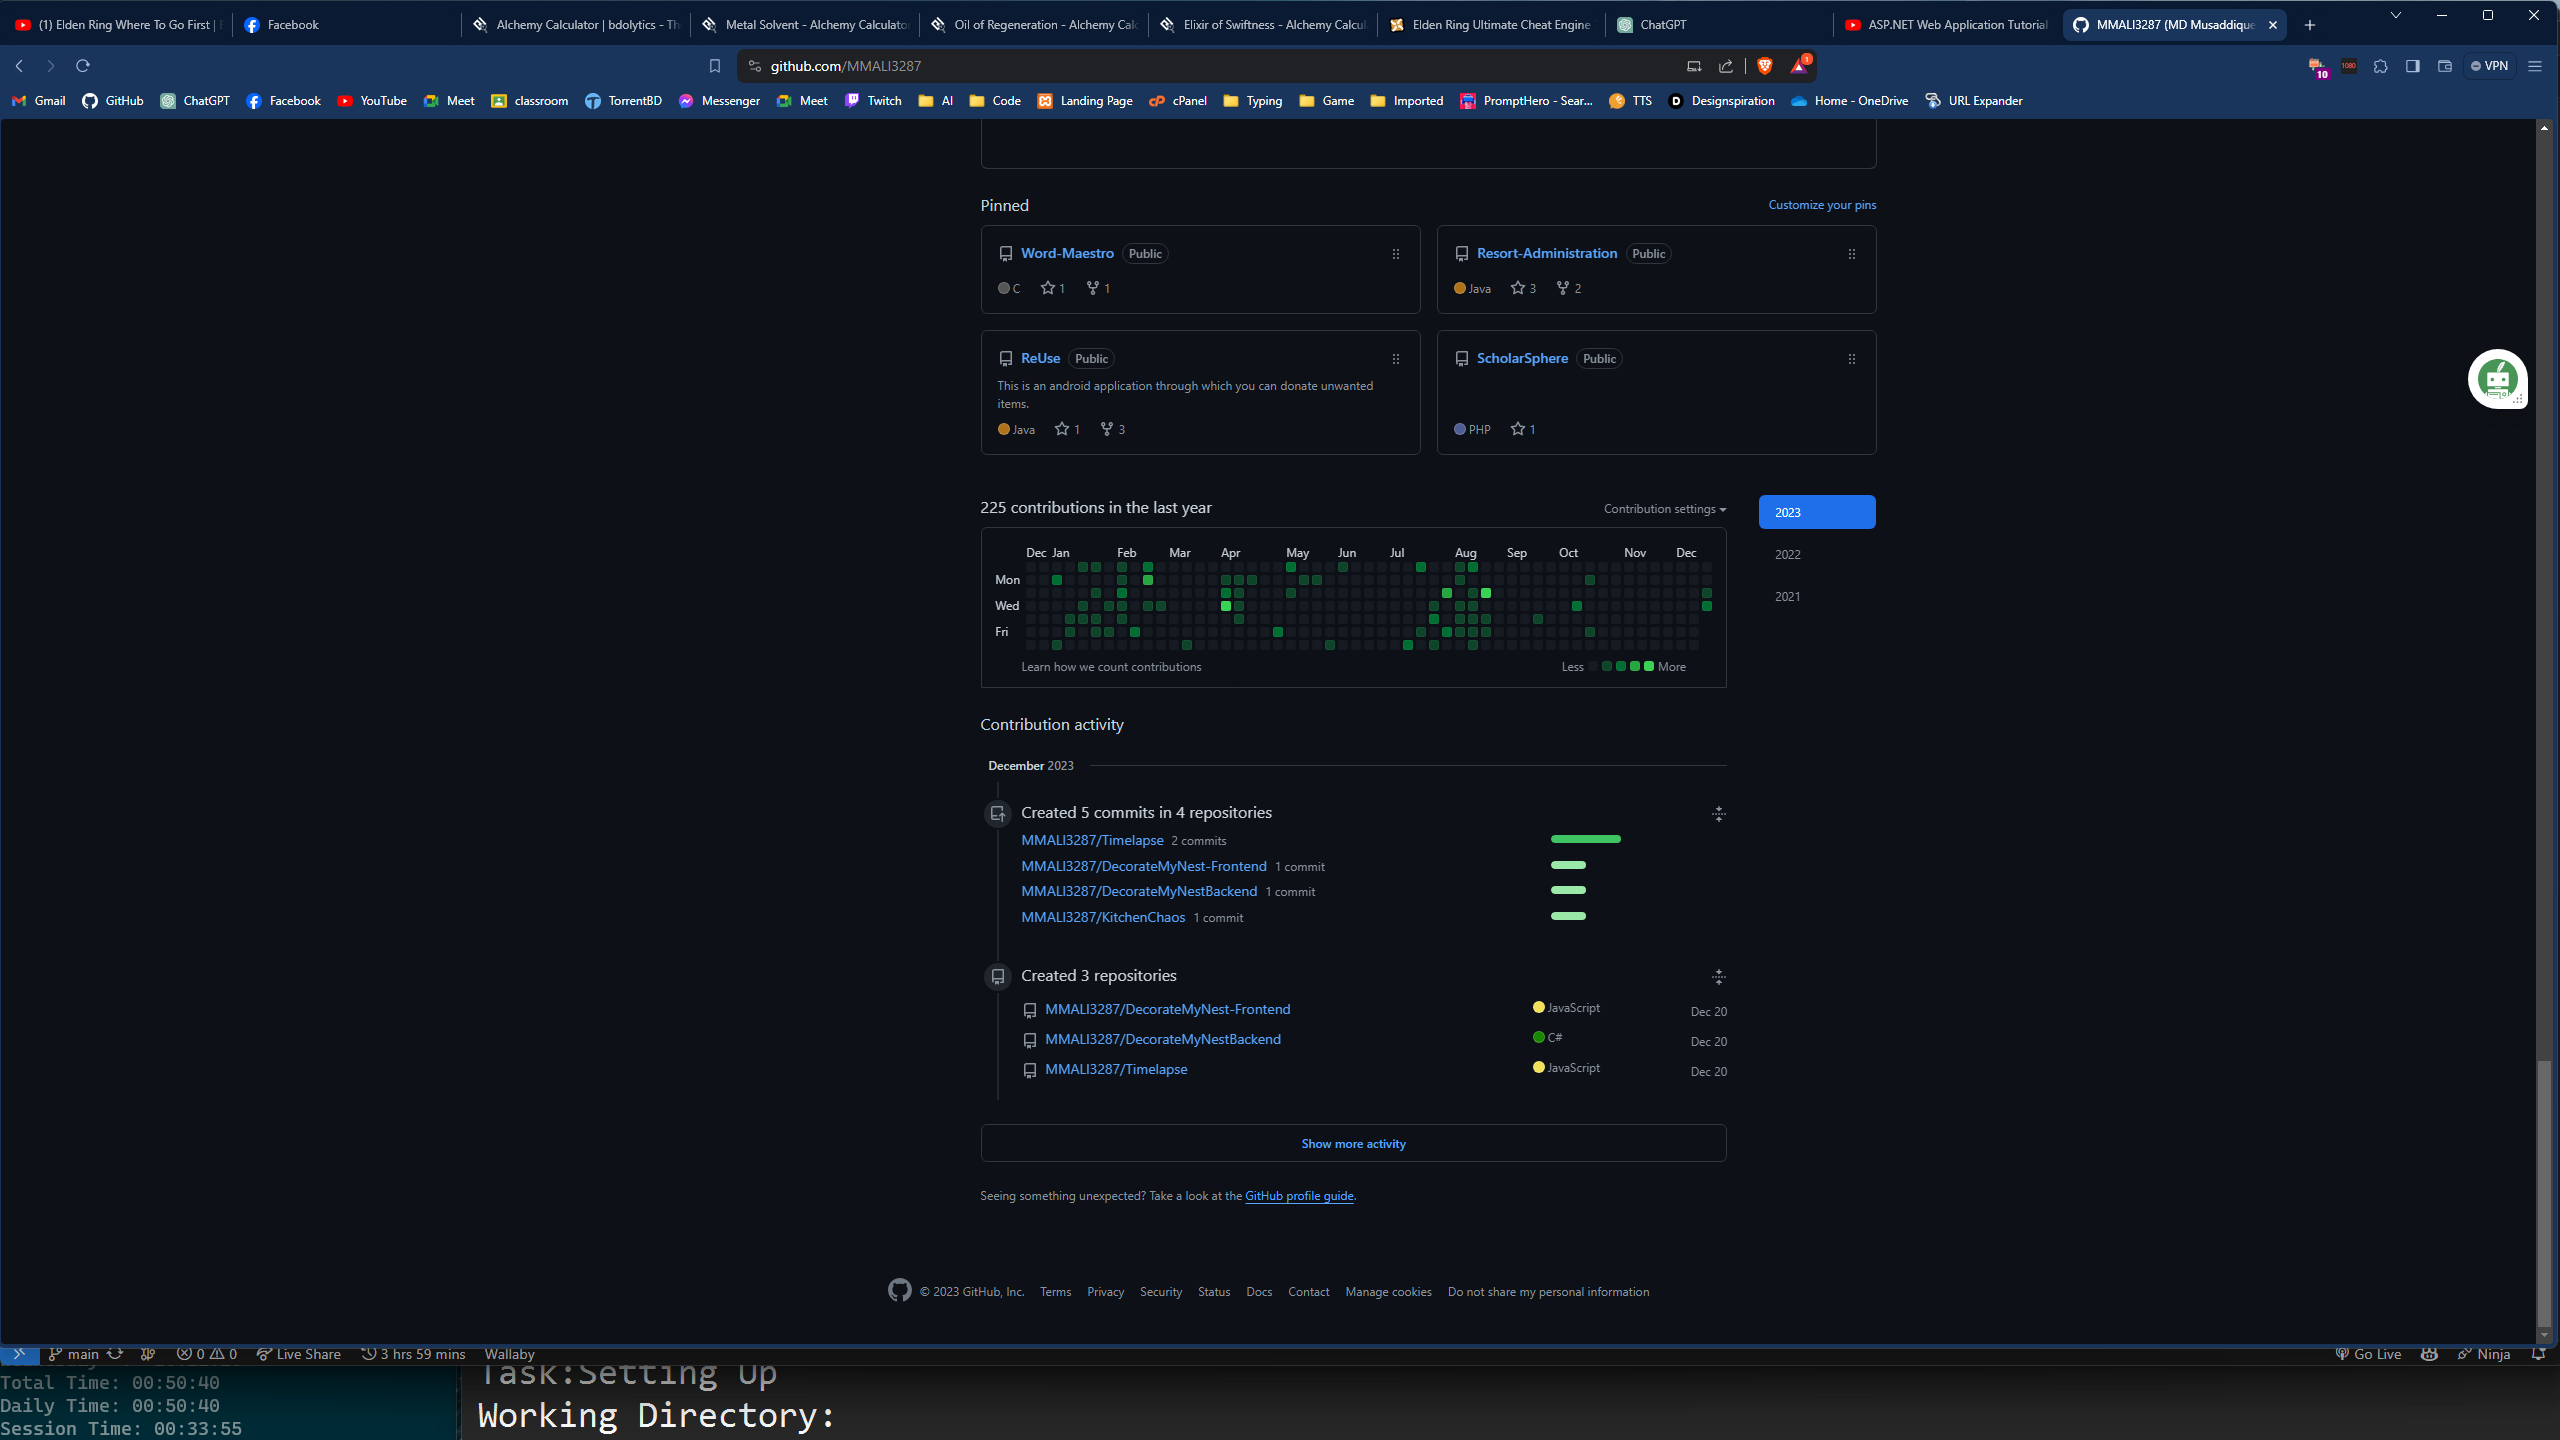 (1) Elden Ring Where To Go First |
Facebook
Alchemy Calculator | bdolytics - Th
Metal Solvent - Alchemy Calculator
Oil of Regeneration - Alchemy Calc
Elixir of Swiftness - Alchemy Calcul
Elden Ring Ultimate Cheat Engine
ChatGPT
ASP.NET Web Application Tutorial
MMALI3287 (MD Musaddique
github.com/MMALI3287
1
10
1080
VPN
Gmail GitHub ChatGPT Facebook YouTube Meet classroom TorrentBD Messenger Meet Twitch AI Code Landing Page cPanel Typing Game Imported PromptHero - Sear... TTS Designspiration Home - OneDrive URL Expander
Pinned
Customize your pins
Word-Maestro Public
C 1 1
Resort-Administration Public
Java 3 2
ReUse Public
This is an android application through which you can donate unwanted
items.
Java 1 3
ScholarSphere Public
PHP 1
225 contributions in the last year
Contribution settings
2023
2022
2021
Dec Jan Feb Mar Apr May Jun Jul Aug Sep Oct Nov Dec
Mon
Wed
Fri
Learn how we count contributions
Less More
Contribution activity
December 2023
Created 5 commits in 4 repositories
MMALI3287/Timelapse 2 commits
MMALI3287/DecorateMyNest-Frontend 1 commit
MMALI3287/DecorateMyNestBackend 1 commit
MMALI3287/KitchenChaos 1 commit
Created 3 repositories
MMALI3287/DecorateMyNest-Frontend JavaScript Dec 20
MMALI3287/DecorateMyNestBackend C# Dec 20
MMALI3287/Timelapse JavaScript Dec 20
Show more activity
Seeing something unexpected? Take a look at the GitHub profile guide.
© 2023 GitHub, Inc. Terms Privacy Security Status Docs Contact Manage cookies Do not share my personal information
main 0 0 Live Share 3 hrs 59 mins Wallaby Go Live Ninja
Total Time: 00:50:40
Daily Time: 00:50:40
Session Time: 00:33:55
Task:Setting Up
Working Directory: